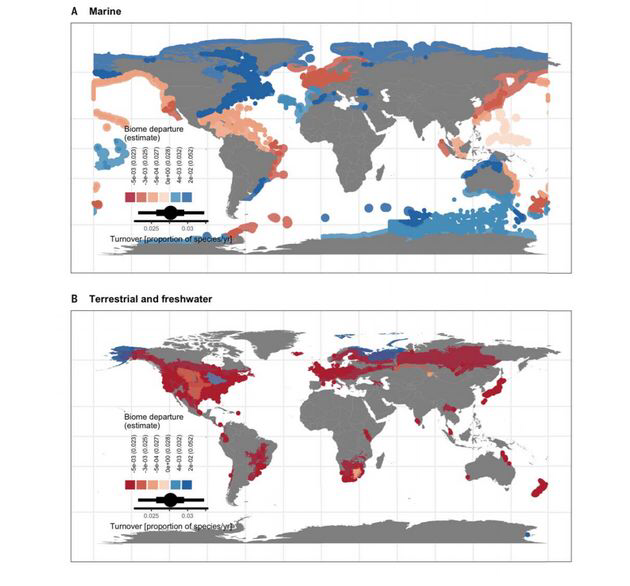 A Marine
Biome departure
(estimate)
-5e-03 (0.023)
-3e-03 (0.025)
-5e-04 (0.027)
0e+00 (0.028)
4e-03 (0.032)
2e-02 (0.052)
0.025 0.03
Turnover [proportion of species/yr]
B Terrestrial and freshwater
Biome departure
(estimate)
-5e-03 (0.023)
-3e-03 (0.025)
-5e-04 (0.027)
0e+00 (0.028)
4e-03 (0.032)
2e-02 (0.052)
0.025 0.03
Turnover [proportion of species/yr]